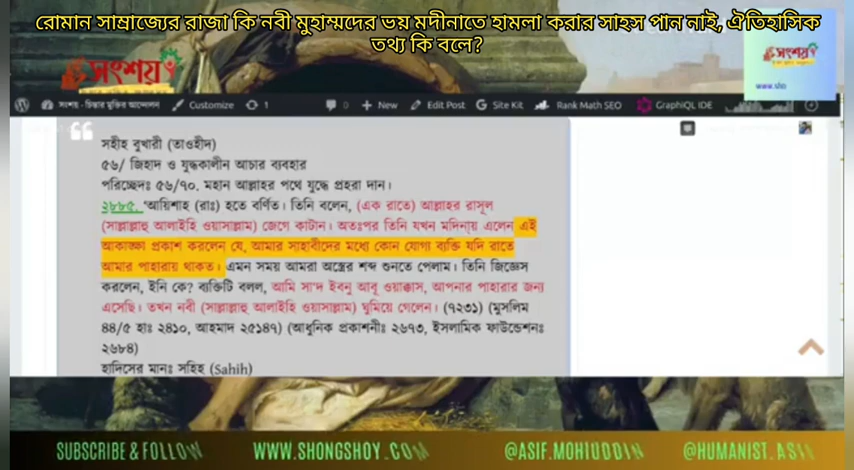 রোমান সাম্রাজ্যের রাজা কি নবী মুহাম্মদের ভয় মদীনাতে হামলা করার সাহস পান নাই, ঐতিহাসিক
তথ্য কি বলে?
সংশয়
সংশয়
www.sho
সংশয় - চিন্তার মুক্তির আন্দোলন Customize 1 0 New Edit Post Site Kit Rank Math SEO GraphiQL IDE
সহীহ বুখারী (তাওহীদ)
৫৬/ জিহাদ ও যুদ্ধকালীন আচার ব্যবহার
পরিচ্ছেদঃ ৫৬/৭০. মহান আল্লাহর পথে যুদ্ধে প্রহরা দান।
২৮৮৫. 'আয়িশাহ (রাঃ) হতে বর্ণিত। তিনি বলেন, (এক রাতে) আল্লাহর রাসূল
(সাল্লাল্লাহু আলাইহি ওয়াসাল্লাম) জেগে কাটান। অতঃপর তিনি যখন মদিনা্য় এলেন এই
আকাঙ্ক্ষা প্রকাশ করলেন যে, আমার সাহাবীদের মধ্যে কোন যোগ্য ব্যক্তি যদি রাতে
আমার পাহারায় থাকত। এমন সময় আমরা অস্ত্রের শব্দ শুনতে পেলাম। তিনি জিজ্ঞেস
করলেন, ইনি কে? ব্যক্তিটি বলল, আমি সা'দ ইবনু আবূ ওয়াক্কাস, আপনার পাহারার জন্য
এসেছি। তখন নবী (সাল্লাল্লাহু আলাইহি ওয়াসাল্লাম) ঘুমিয়ে গেলেন। (৭২৩১) (মুসলিম
৪৪/৫ হাঃ ২৪১০, আহমাদ ২৫১৪৭) (আধুনিক প্রকাশনীঃ ২৬৭৩, ইসলামিক ফাউন্ডেশনঃ
২৬৮৪)
হাদিসের মানঃ সহিহ (Sahih)
SUBSCRIBE & FOLLOW WWW.SHONGSHOY.COM @ASIF.MOHIUDDIN @HUMANIST.ASI